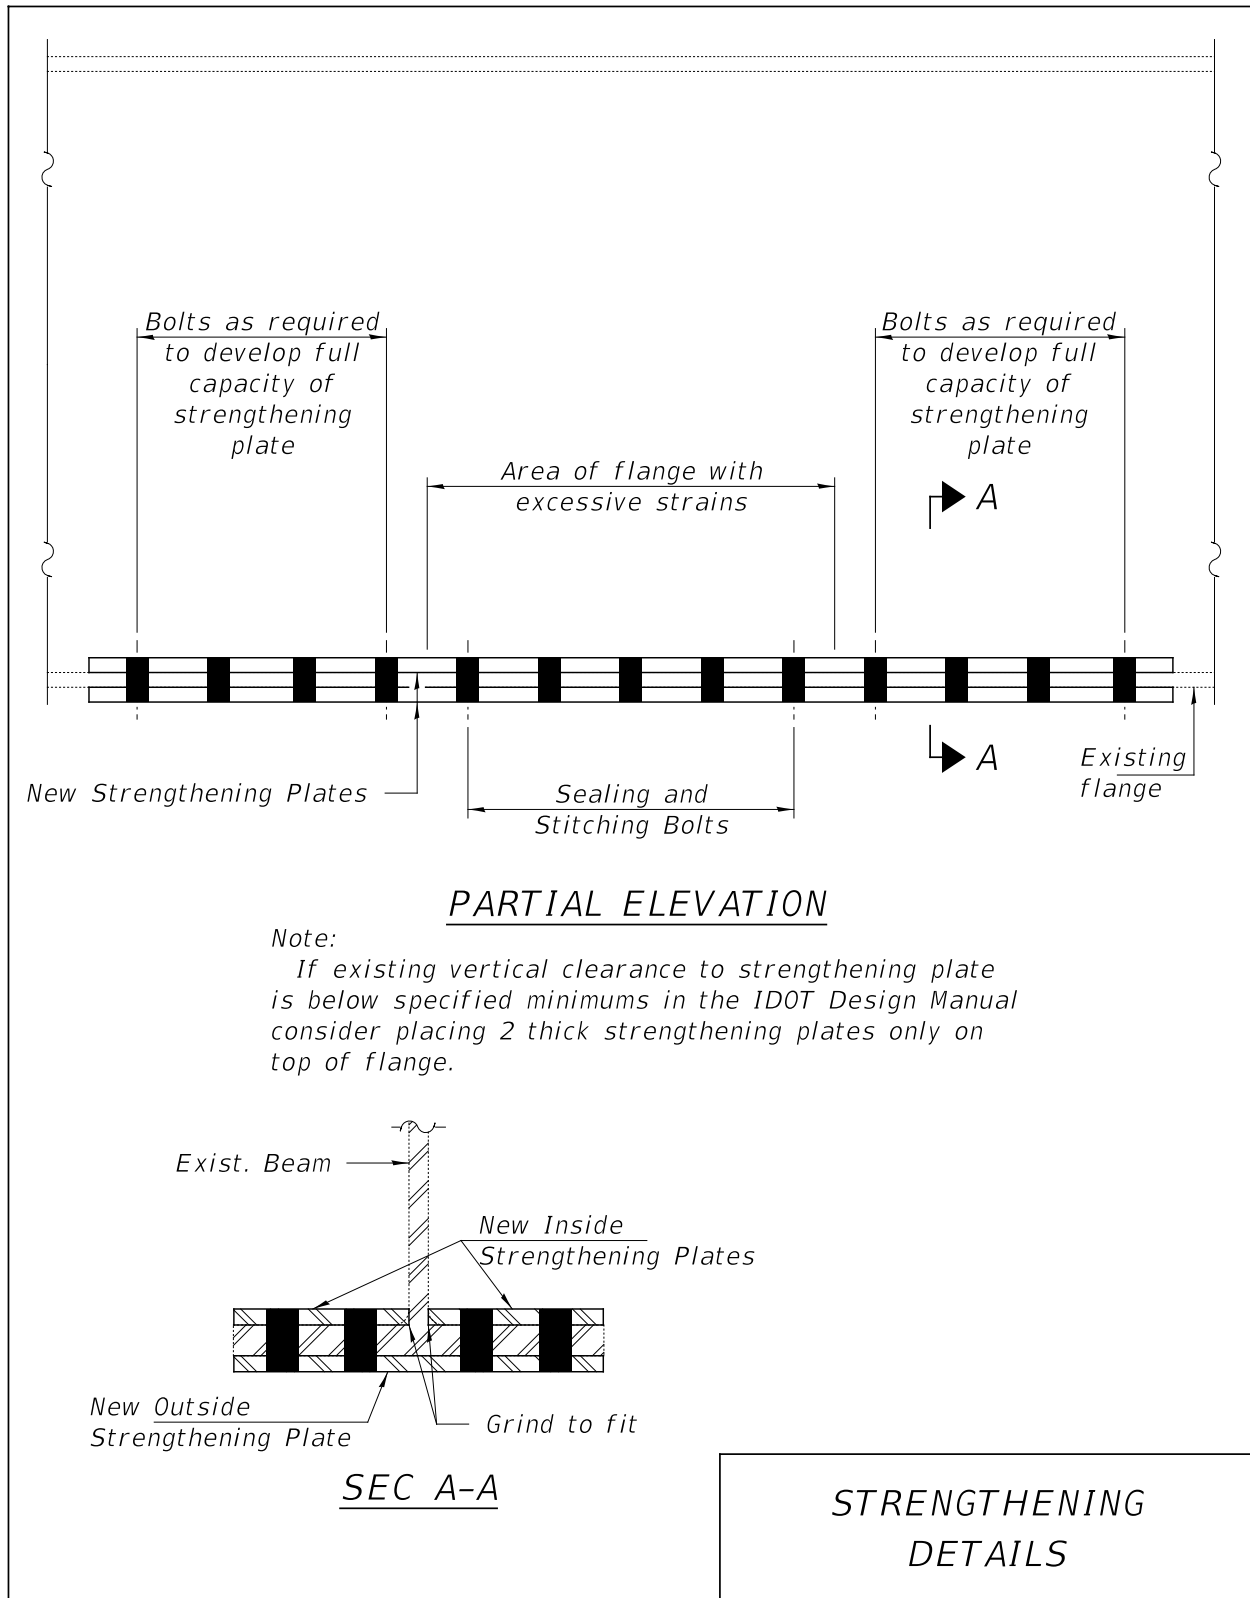 Bolts as required
to develop full
capacity of
strengthening
plate
Bolts as required
to develop full
capacity of
strengthening
plate
Area of flange with
excessive strains
A
A
New Strengthening Plates
Sealing and
Stitching Bolts
Existing
flange
PARTIAL ELEVATION
Note:
If existing vertical clearance to strengthening plate
is below specified minimums in the IDOT Design Manual
consider placing 2 thick strengthening plates only on
top of flange.
Exist. Beam
New Inside
Strengthening Plates
New Outside
Strengthening Plate
Grind to fit
SEC A-A
STRENGTHENING
DETAILS